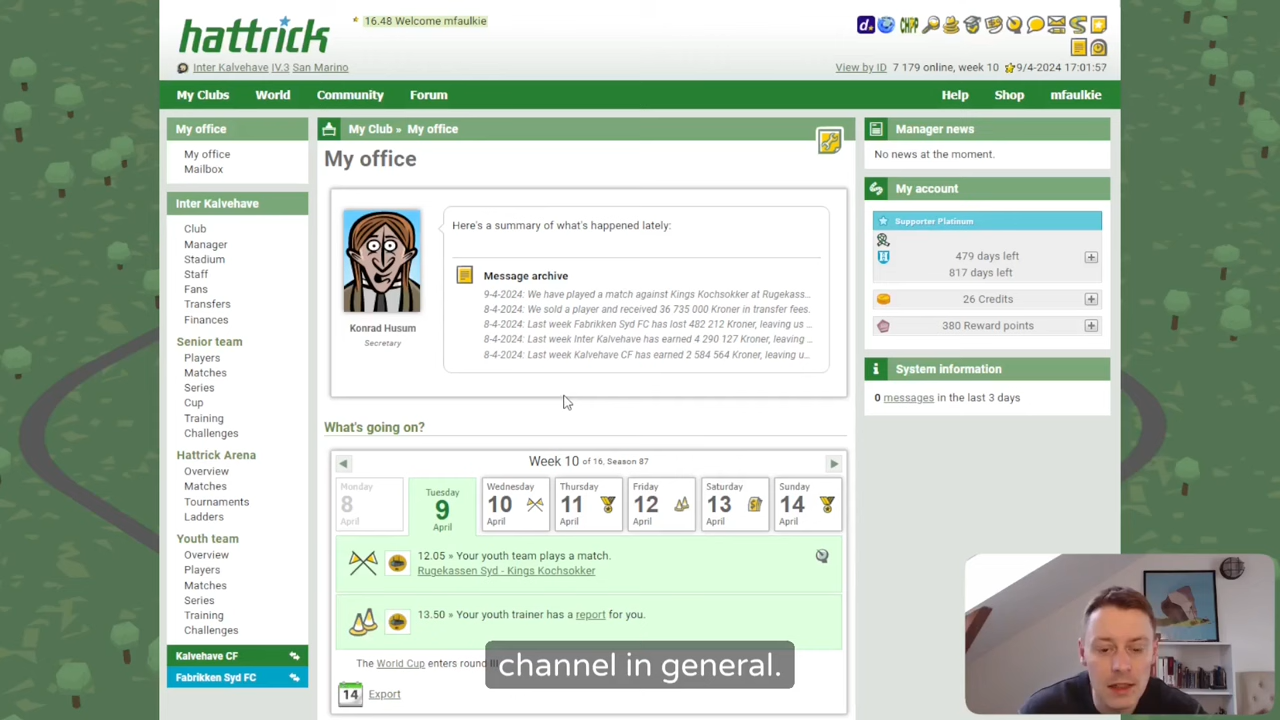 hattrick
16.48 Welcome mfaulkie
Inter Kalvehave IV.3 San Marino
CHPP
View by ID 7 179 online, week 10 9/4-2024 17:01:57
My Clubs World Community Forum Help Shop mfaulkie
My office
My office
Mailbox
Inter Kalvehave
Club
Manager
Stadium
Staff
Fans
Transfers
Finances
Senior team
Players
Matches
Series
Cup
Training
Challenges
Hattrick Arena
Overview
Matches
Tournaments
Ladders
Youth team
Overview
Players
Matches
Series
Training
Challenges
Kalvehave CF
Fabrikken Syd FC
My Club » My office
My office
Konrad Husum
Secretary
Here's a summary of what's happened lately:
Message archive
9-4-2024: We have played a match against Kings Kochsokker at Rugekass...
9-4-2024: We sold a player and received 36 735 000 Kroner in transfer fees.
8-4-2024: Last week Fabrikken Syd FC has lost 482 212 Kroner, leaving us ...
8-4-2024: Last week Inter Kalvehave has earned 4 290 127 Kroner, leaving ...
8-4-2024: Last week Kalvehave CF has earned 2 584 564 Kroner, leaving u...
What's going on?
Week 10 of 16, Season 87
Monday
8
April
Tuesday
9
April
Wednesday
10
April
Thursday
11
April
Friday
12
April
Saturday
13
April
Sunday
14
April
12.05 » Your youth team plays a match.
Rugekassen Syd - Kings Kochsokker
13.50 » Your youth trainer has a report for you.
The World Cup enters round III
channel in general.
14 Export
Manager news
No news at the moment.
My account
Supporter Platinum
479 days left
817 days left
26 Credits
380 Reward points
System information
0 messages in the last 3 days